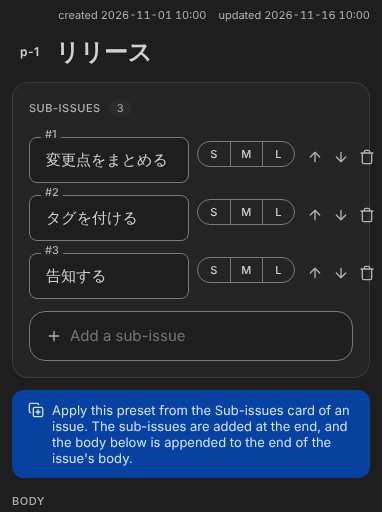 created 2026-11-01 10:00 updated 2026-11-16 10:00
p-1 リリース
SUB-ISSUES 3
#1
変更点をまとめる S M L
#2
タグを付ける S M L
#3
告知する S M L
+ Add a sub-issue
Apply this preset from the Sub-issues card of an
issue. The sub-issues are added at the end, and
the body below is appended to the end of the
issue's body.
BODY